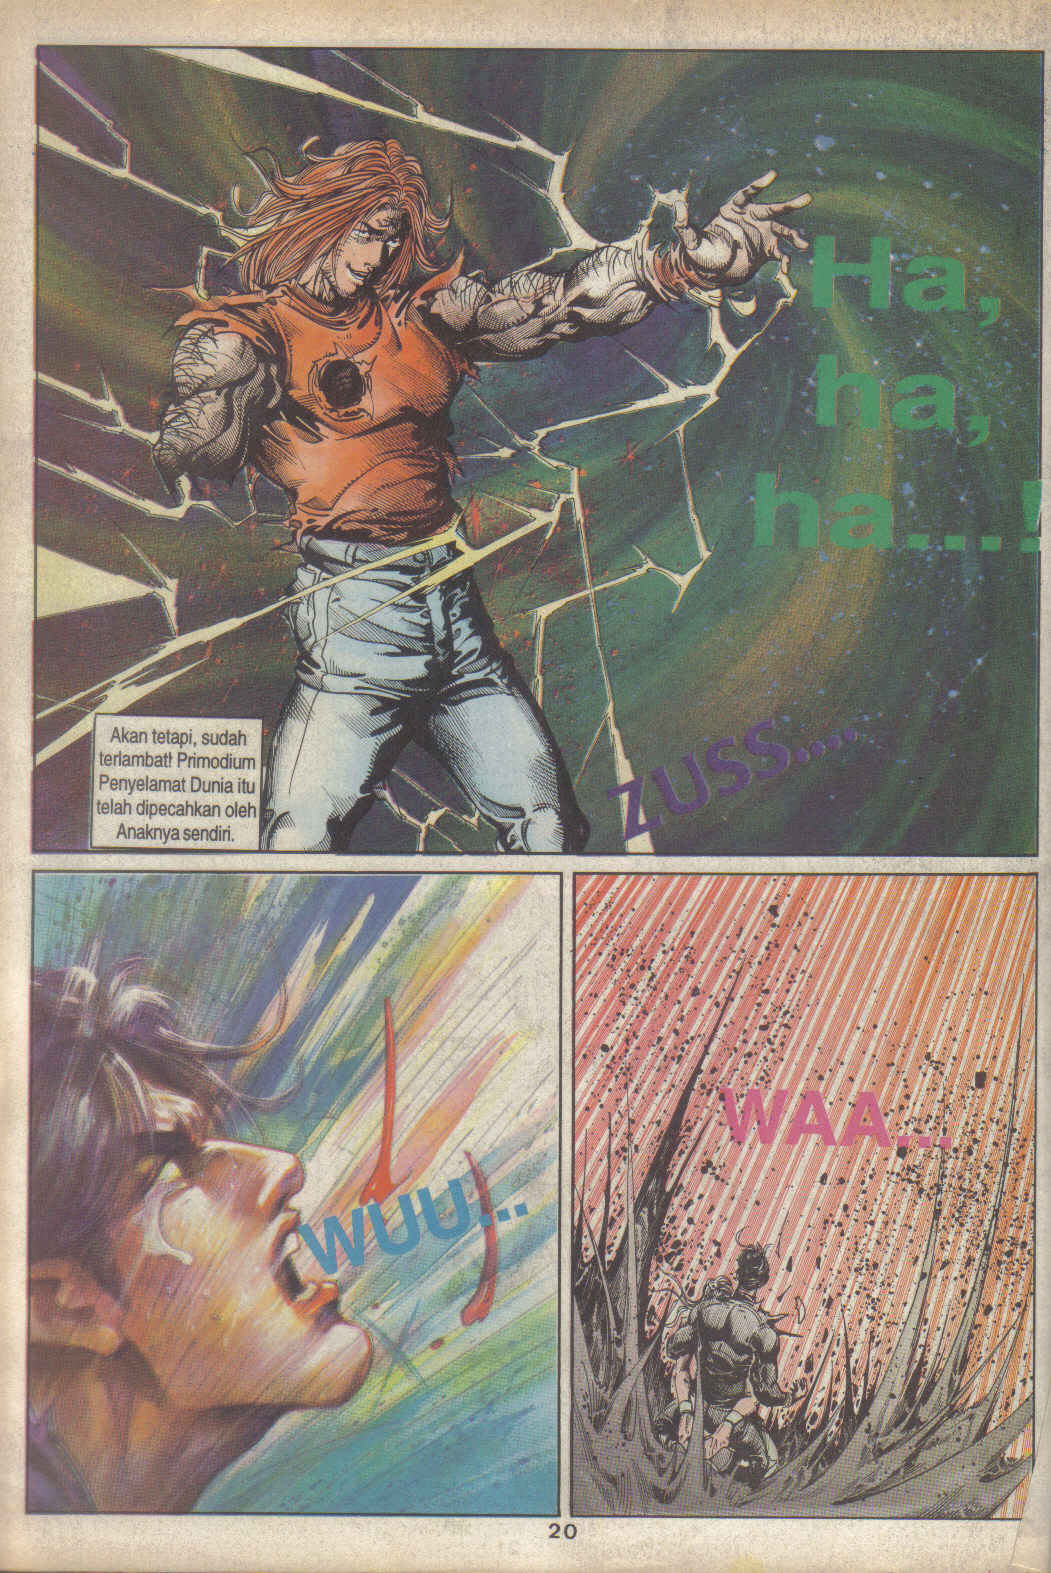 Ha,
ha,
ha...!
ZUSS....
Akan tetapi, sudah
terlambat! Primodium
Penyelamat Dunia itu
telah dipecahkan oleh
Anaknya sendiri.
WUU...
WAA...
20